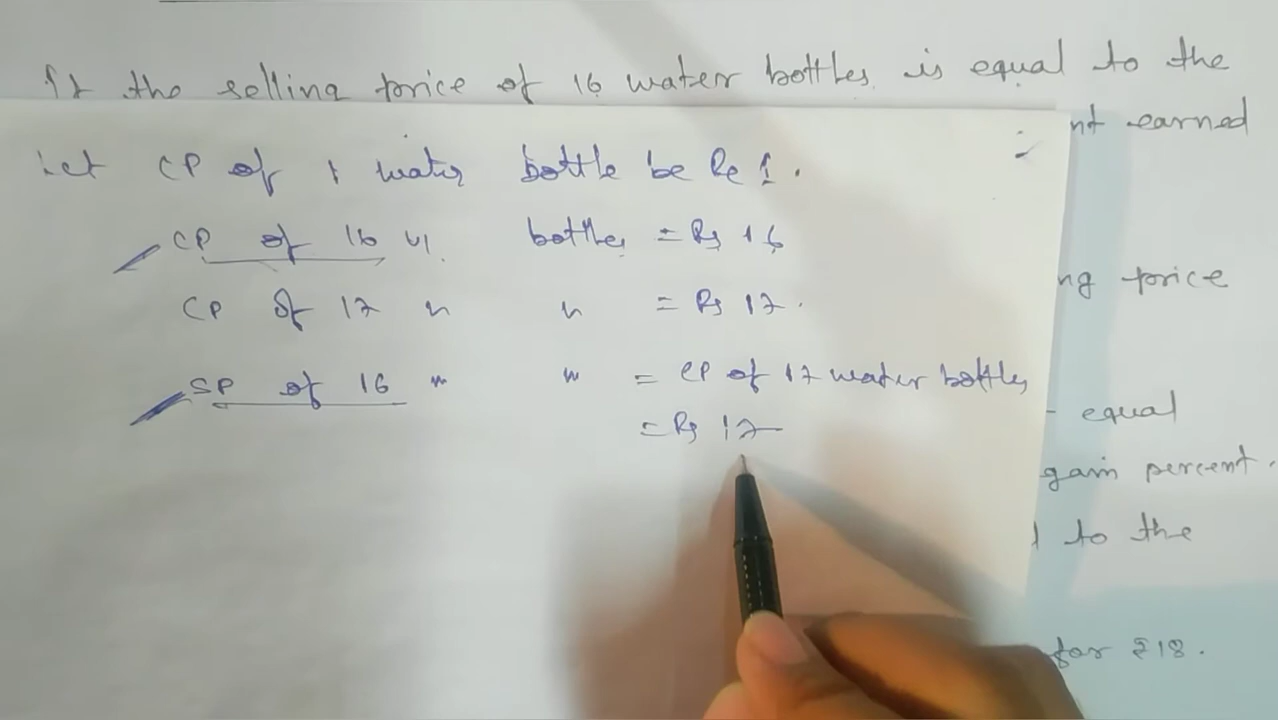 If the selling price of 16 water bottles is equal to the
nt earned
Let CP of 1 water bottle be Re 1.
CP of 16 w bottles = Rs 16
ng price
CP of 17 " " = Rs 17.
SP of 16 " " = CP of 17 water bottles
equal
= Rs 17
gain percent.
to the
for ₹18.